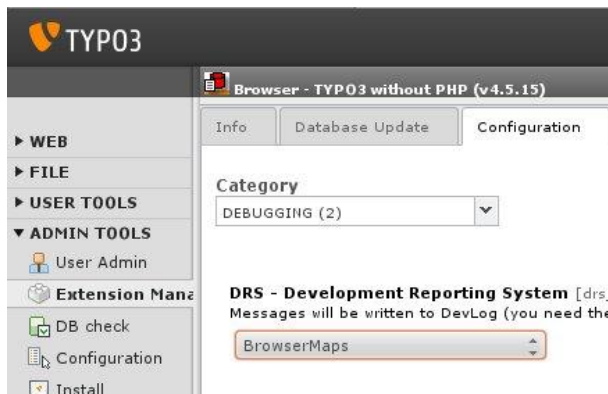 TYPO3
Browser - TYPO3 without PHP (v4.5.15)
Info
Database Update
Configuration
WEB
FILE
USER TOOLS
ADMIN TOOLS
User Admin
Extension Mana
DB check
Configuration
Install
Category
DEBUGGING (2)
DRS - Development Reporting System [drs_
Messages will be written to DevLog (you need the
BrowserMaps